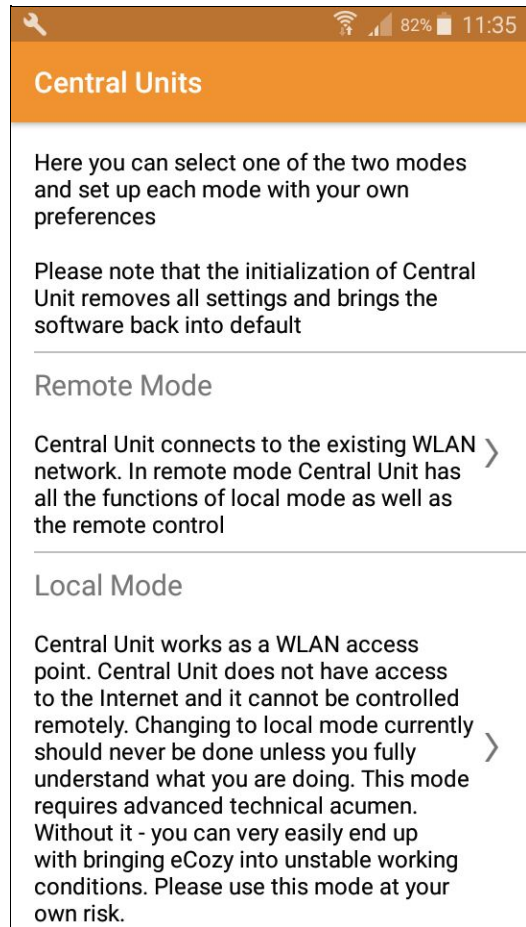 82% 11:35
Central Units
Here you can select one of the two modes
and set up each mode with your own
preferences
Please note that the initialization of Central
Unit removes all settings and brings the
software back into default
Remote Mode
Central Unit connects to the existing WLAN
network. In remote mode Central Unit has
all the functions of local mode as well as
the remote control
Local Mode
Central Unit works as a WLAN access
point. Central Unit does not have access
to the Internet and it cannot be controlled
remotely. Changing to local mode currently
should never be done unless you fully
understand what you are doing. This mode
requires advanced technical acumen.
Without it - you can very easily end up
with bringing eCozy into unstable working
conditions. Please use this mode at your
own risk.